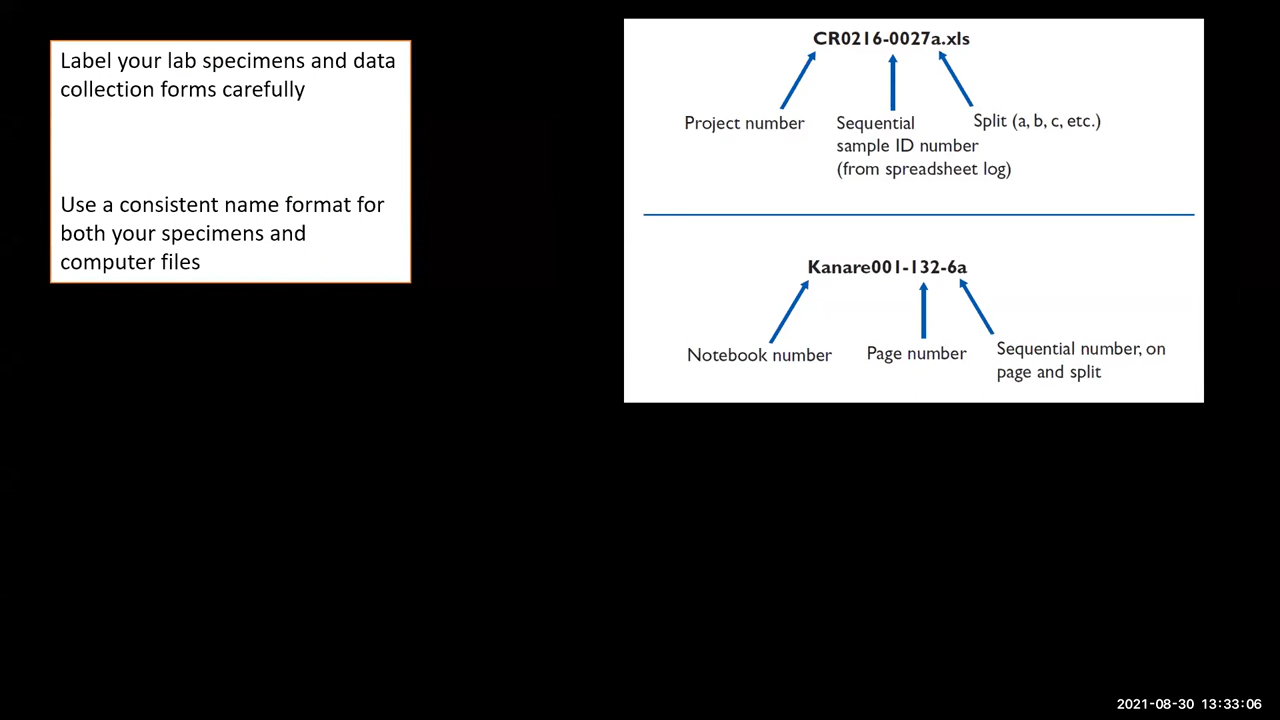 Label your lab specimens and data
collection forms carefully
Use a consistent name format for
both your specimens and
computer files
CR0216-0027a.xls
Project number
Sequential
sample ID number
(from spreadsheet log)
Split (a, b, c, etc.)
Kanare001-132-6a
Notebook number
Page number
Sequential number, on
page and split
2021-08-30 13:33:06